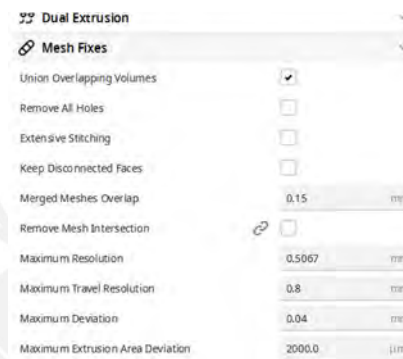 Dual Extrusion
Mesh Fixes
Union Overlapping Volumes
Remove All Holes
Extensive Stitching
Keep Disconnected Faces
Merged Meshes Overlap 0.15
Remove Mesh Intersection
Maximum Resolution 0.5067
Maximum Travel Resolution 0.8
Maximum Deviation 0.04
Maximum Extrusion Area Deviation 2000.0 μm